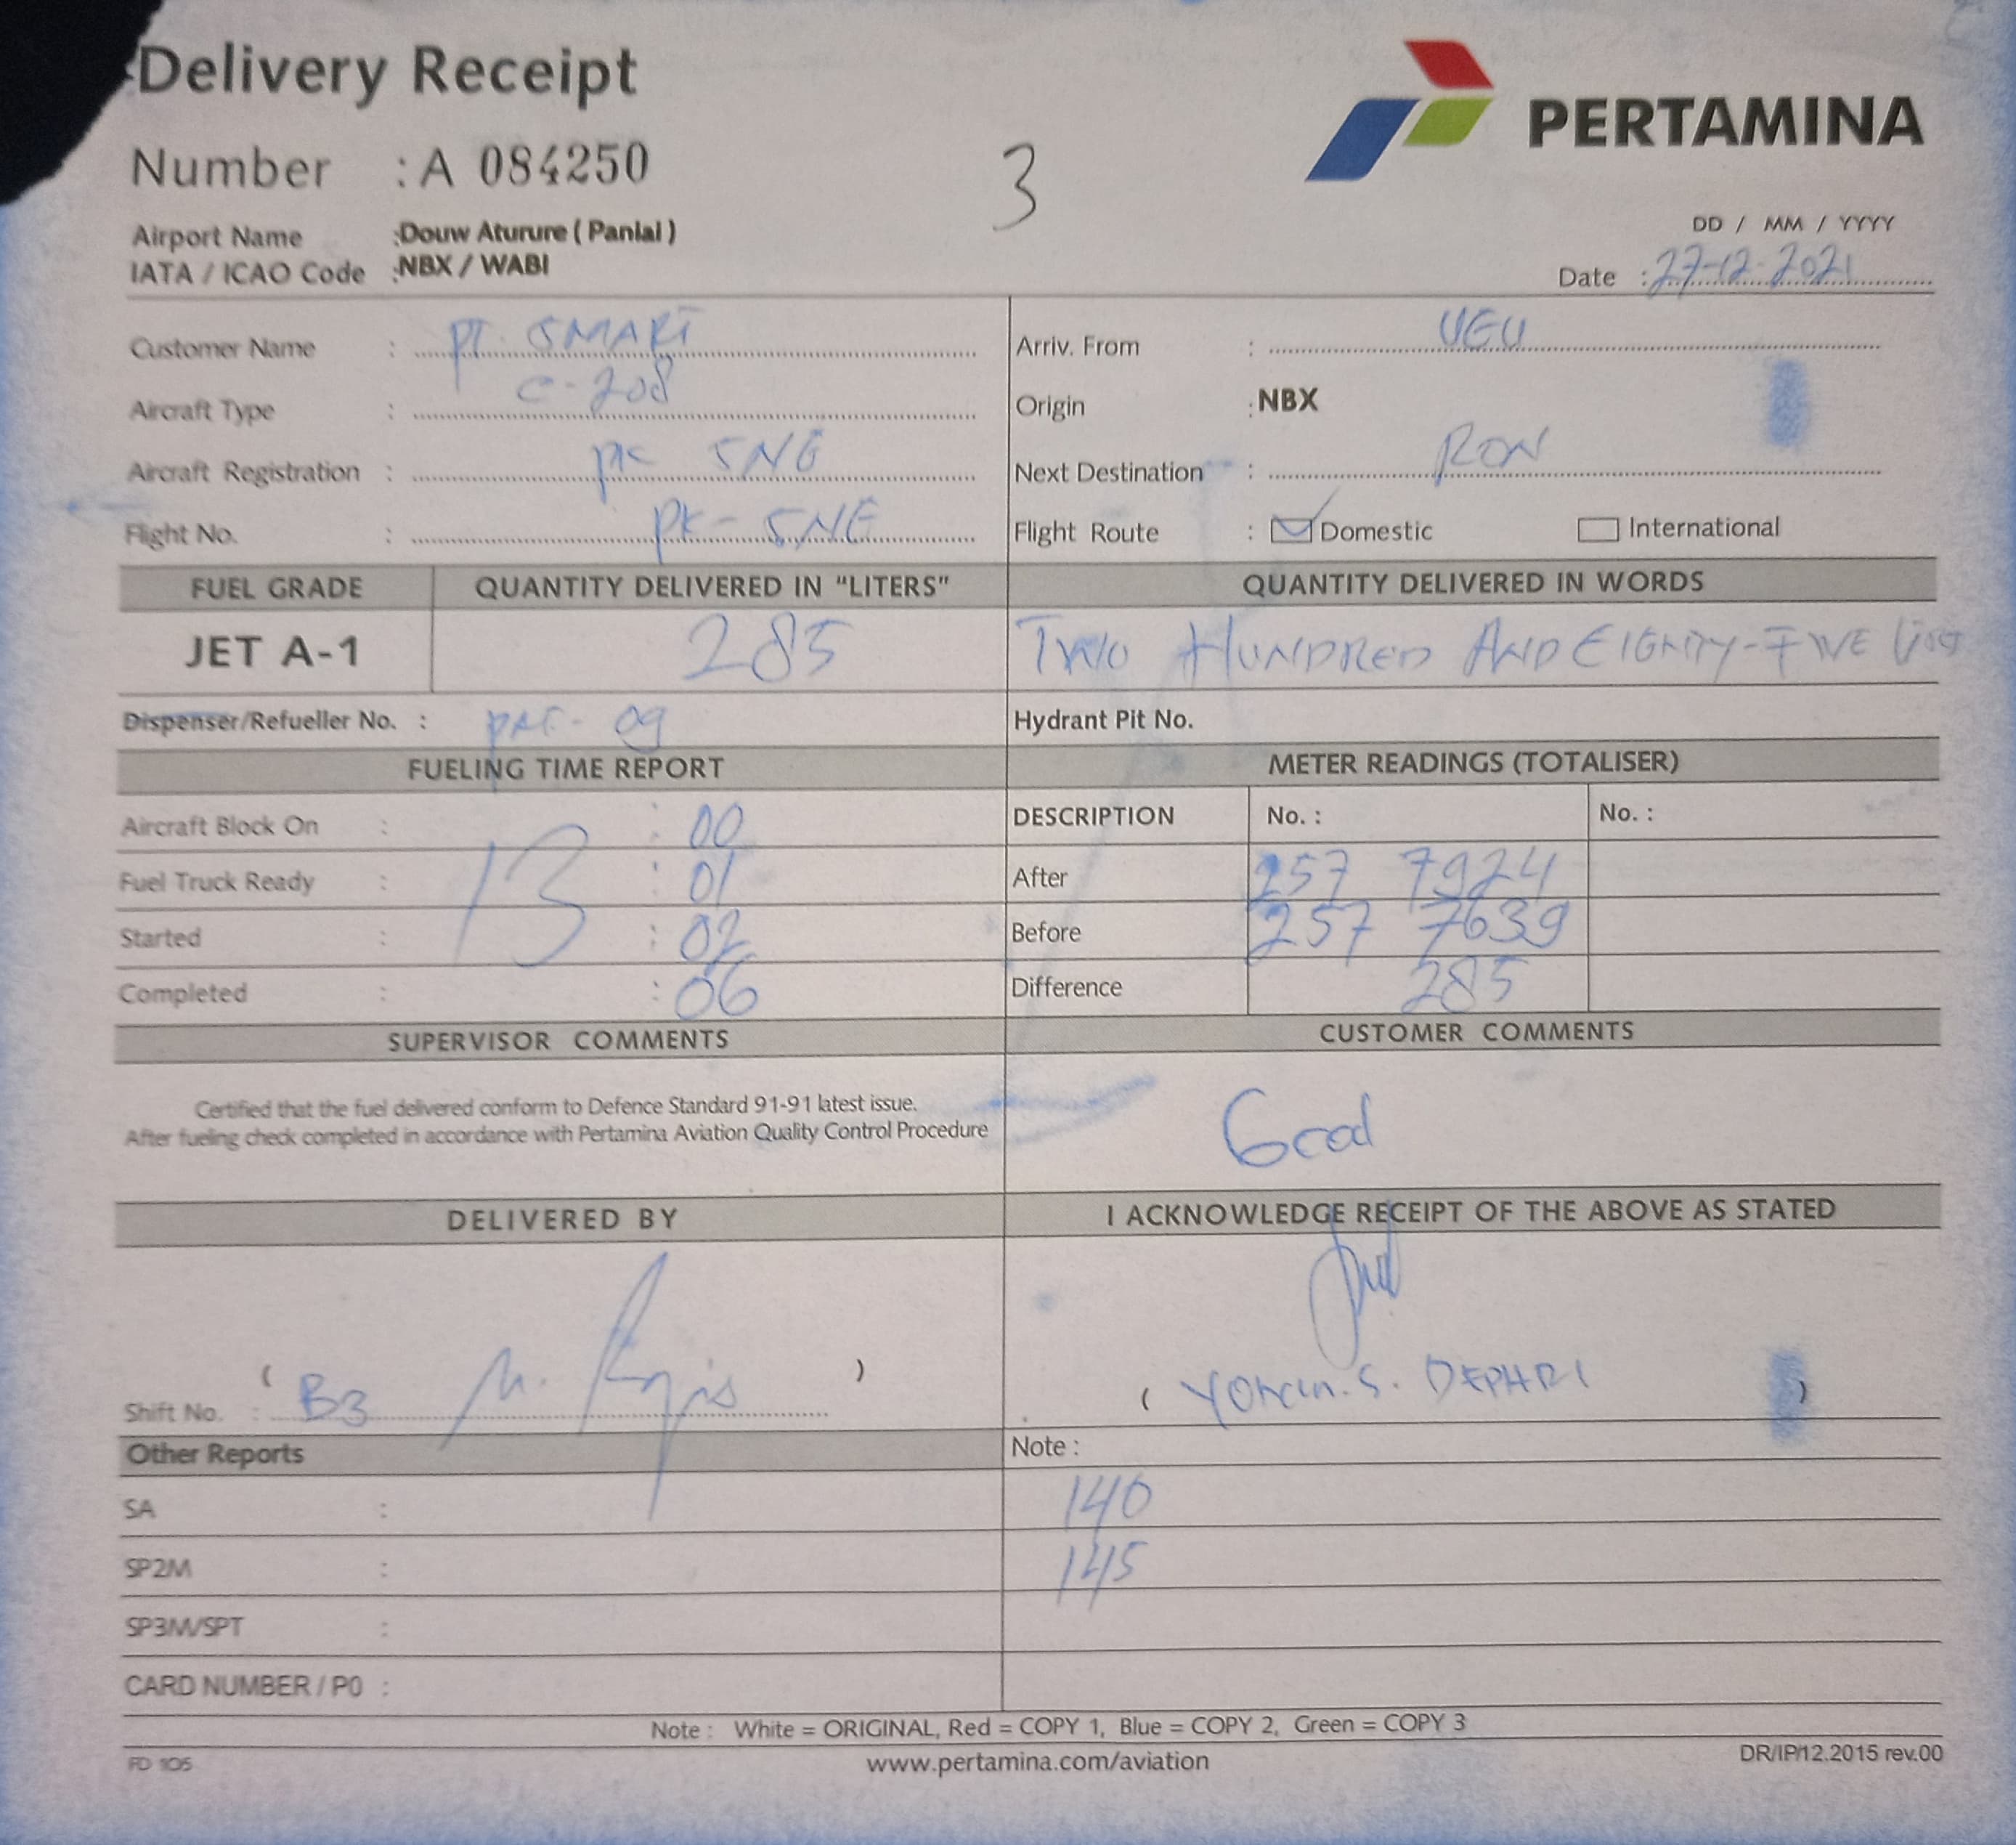 Delivery Receipt
PERTAMINA
Number : A 084250
3
Airport Name :Douw Aturure ( Panial )
IATA / ICAO Code :NBX / WABI
DD / MM / YYYY
Date : 27-12-2021
Customer Name : PT. SMART
Arriv. From : UEU
Aircraft Type : C-208
Origin : NBX
Aircraft Registration : PK SNE
Next Destination : RON
Flight No. : PK-SNE
Flight Route : Domestic International
FUEL GRADE QUANTITY DELIVERED IN "LITERS" QUANTITY DELIVERED IN WORDS
JET A-1 285 TWO HUNDRED AND EIGHTY-FIVE
Dispenser/Refueller No. : PAF-09 Hydrant Pit No.
FUELING TIME REPORT METER READINGS (TOTALISER)
Aircraft Block On : 13 : 00
DESCRIPTION No. : No. :
Fuel Truck Ready : : 01
After 257 7924
Started : : 02
Before 257 7639
Completed : : 06
Difference 285
SUPERVISOR COMMENTS CUSTOMER COMMENTS
Certified that the fuel delivered conform to Defence Standard 91-91 latest issue.
After fueling check completed in accordance with Pertamina Aviation Quality Control Procedure
Good
DELIVERED BY I ACKNOWLEDGE RECEIPT OF THE ABOVE AS STATED
( )
Shift No. : B3 M.
( S. )
Other Reports Note :
SA : 140
SP2M : 145
SP3M/SPT :
CARD NUMBER / P0 :
Note : White = ORIGINAL, Red = COPY 1, Blue = COPY 2, Green = COPY 3
FD 105 www.pertamina.com/aviation DR/IP/12.2015 rev.00